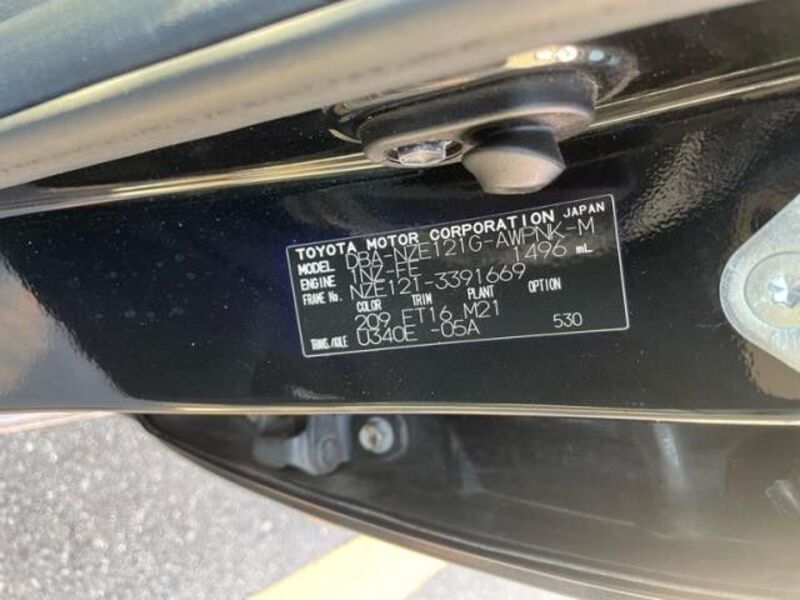 TOYOTA MOTOR CORPORATION JAPAN
MODEL DBA-NZE121G-AWPNK-M
ENGINE 1NZ-FE 1496 mL
FRAME No. NZE121-3391669
COLOR TRIM PLANT OPTION
209 FT16 M21
TRANS./AXLE U340E -05A 530